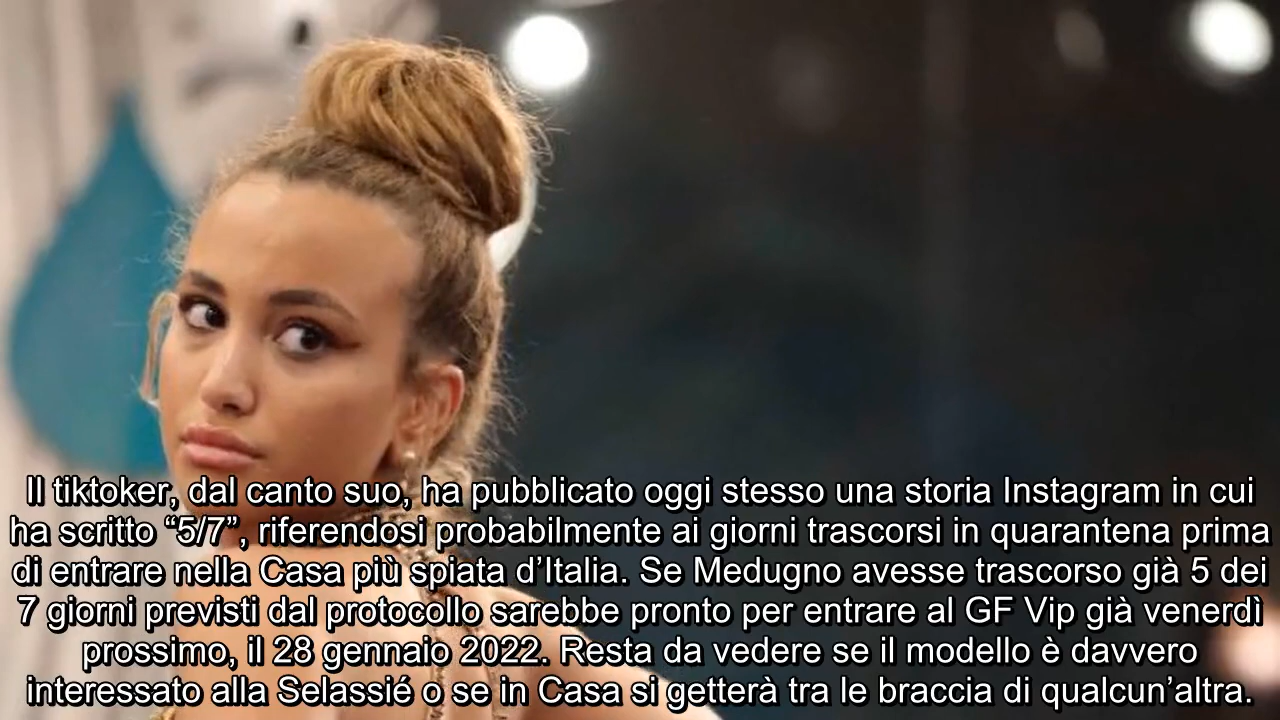 Il tiktoker, dal canto suo, ha pubblicato oggi stesso una storia Instagram in cui
ha scritto “5/7”, riferendosi probabilmente ai giorni trascorsi in quarantena prima
di entrare nella Casa più spiata d’Italia. Se Medugno avesse trascorso già 5 dei
7 giorni previsti dal protocollo sarebbe pronto per entrare al GF Vip già venerdì
prossimo, il 28 gennaio 2022. Resta da vedere se il modello è davvero
interessato alla Selassié o se in Casa si getterà tra le braccia di qualcun’altra.